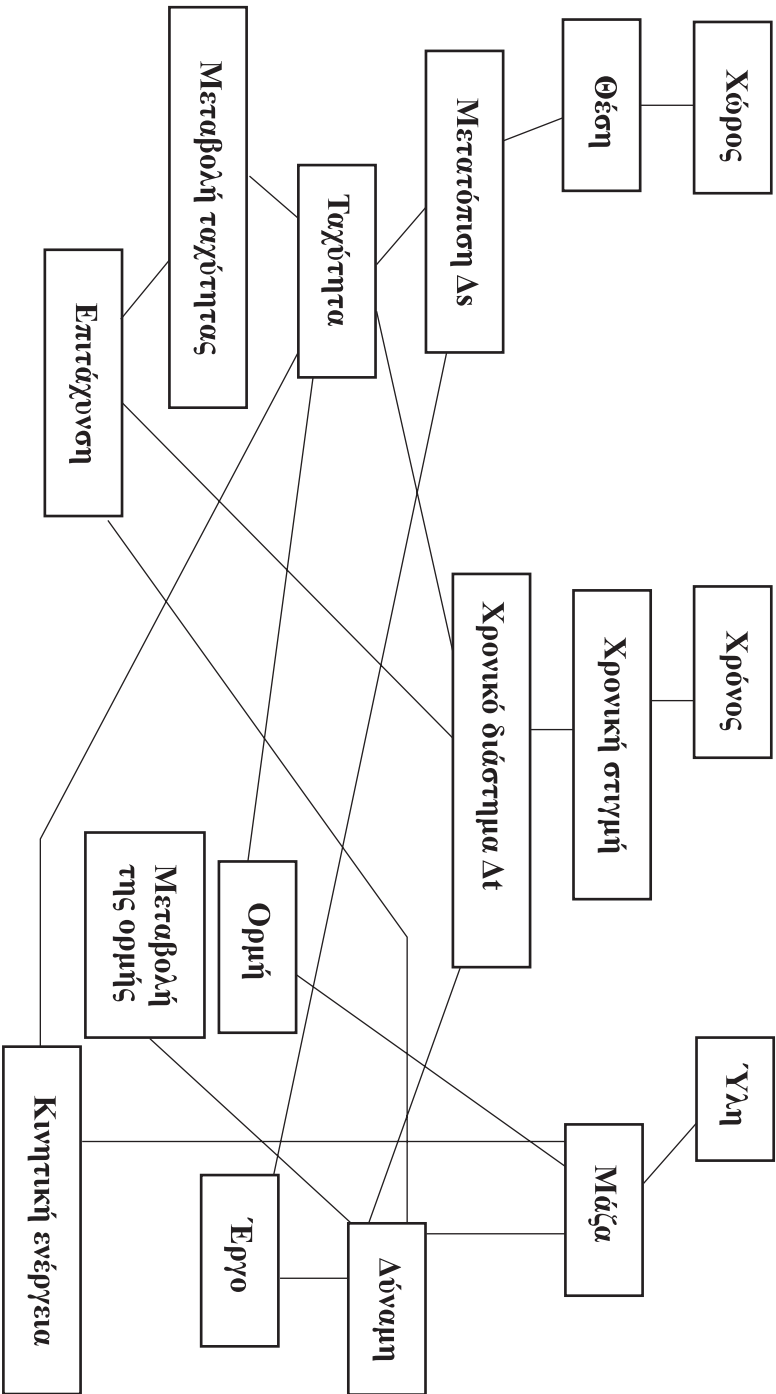 Χώρος
Χρόνος
Ύλη
Θέση
Χρονική στιγμή
Μάζα
Μετατόπιση Δs
Χρονικό διάστημα Δt
Ταχύτητα
Δύναμη
Μεταβολή ταχύτητας
Ορμή
Έργο
Επιτάχυνση
Μεταβολή
της ορμής
Κινητική ενέργεια